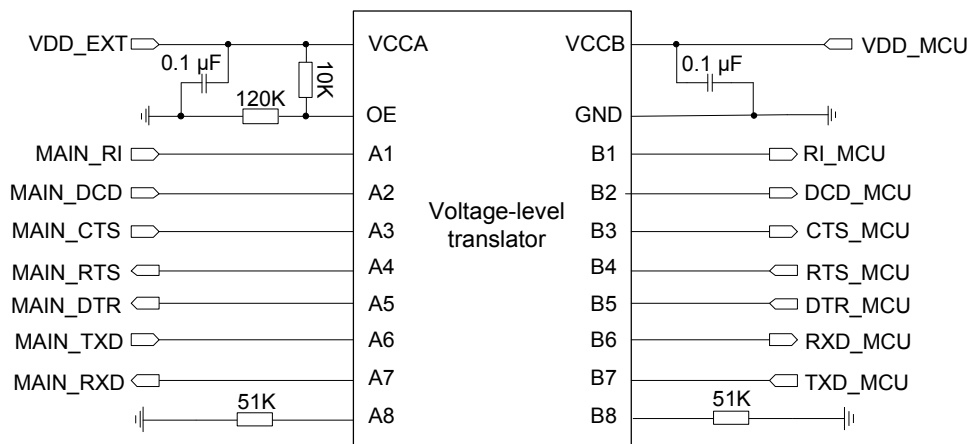 VDD_EXT VCCA VCCB VDD_MCU
0.1 µF 10K 0.1 µF
120K OE GND
MAIN_RI A1 B1 RI_MCU
MAIN_DCD A2 B2 DCD_MCU
Voltage-level
translator
MAIN_CTS A3 B3 CTS_MCU
MAIN_RTS A4 B4 RTS_MCU
MAIN_DTR A5 B5 DTR_MCU
MAIN_TXD A6 B6 RXD_MCU
MAIN_RXD A7 B7 TXD_MCU
51K A8 B8 51K